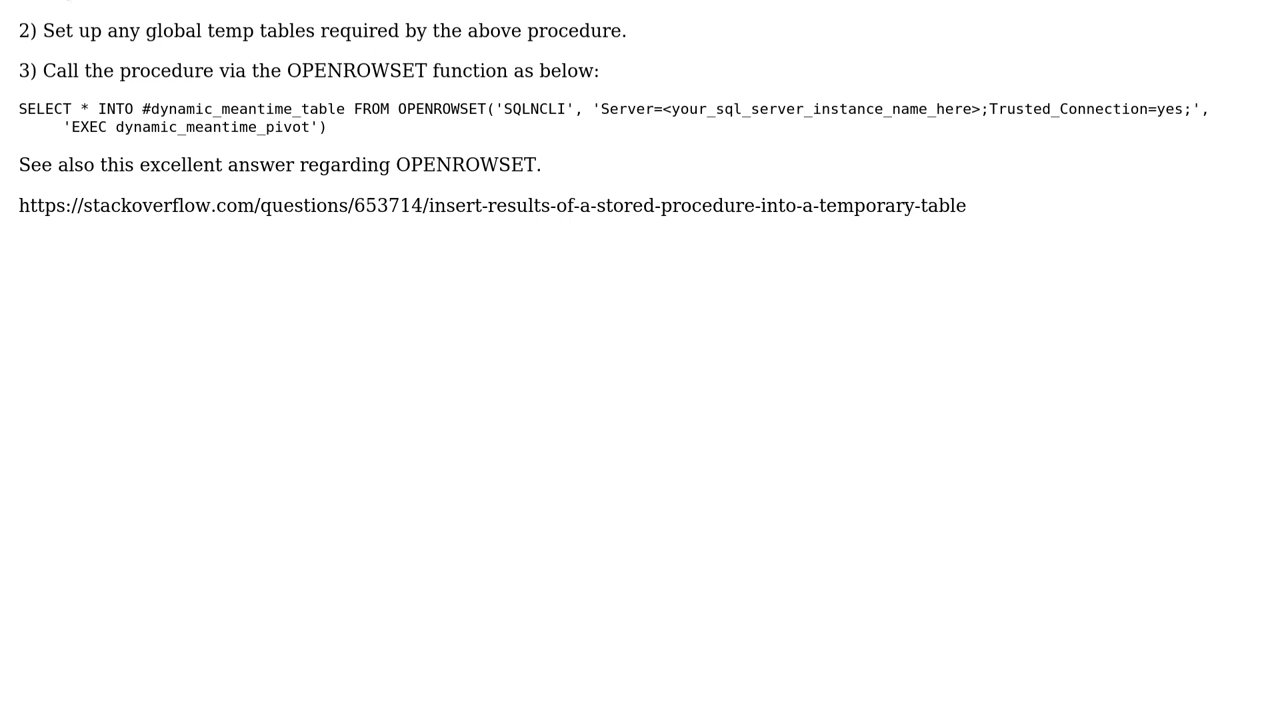 2) Set up any global temp tables required by the above procedure.
3) Call the procedure via the OPENROWSET function as below:
SELECT * INTO #dynamic_meantime_table FROM OPENROWSET('SQLNCLI', 'Server=<your_sql_server_instance_name_here>;Trusted_Connection=yes;',
     'EXEC dynamic_meantime_pivot')
See also this excellent answer regarding OPENROWSET.
https://stackoverflow.com/questions/653714/insert-results-of-a-stored-procedure-into-a-temporary-table